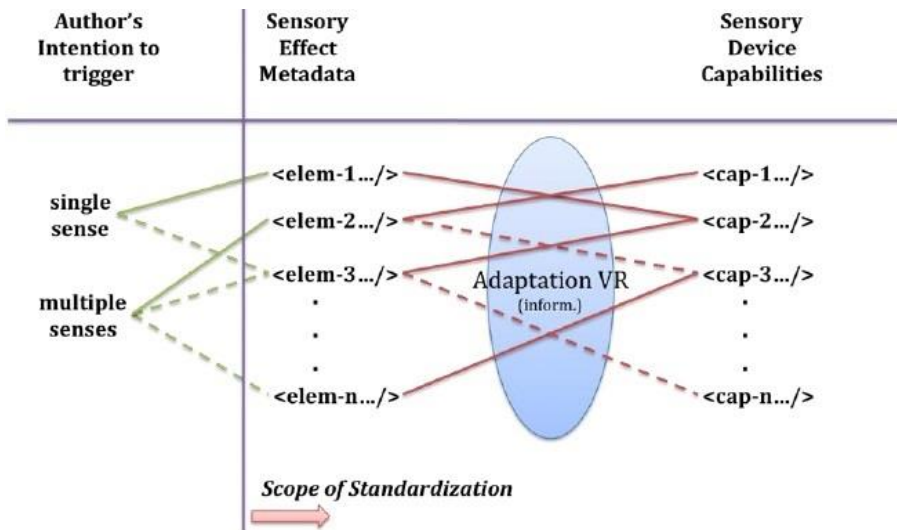 Author's
Intention to
trigger
Sensory
Effect
Metadata
Sensory
Device
Capabilities
single
sense
multiple
senses
<elem-1.../>
<elem-2.../>
<elem-3.../>
.
.
.
<elem-n.../>
Adaptation VR
(inform.)
<cap-1.../>
<cap-2.../>
<cap-3.../>
.
.
.
<cap-n.../>
Scope of Standardization